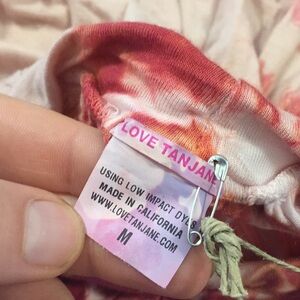 LOVE TANJANE
USING LOW IMPACT DYES
MADE IN CALIFORNIA
WWW.LOVETANJANE.COM
M